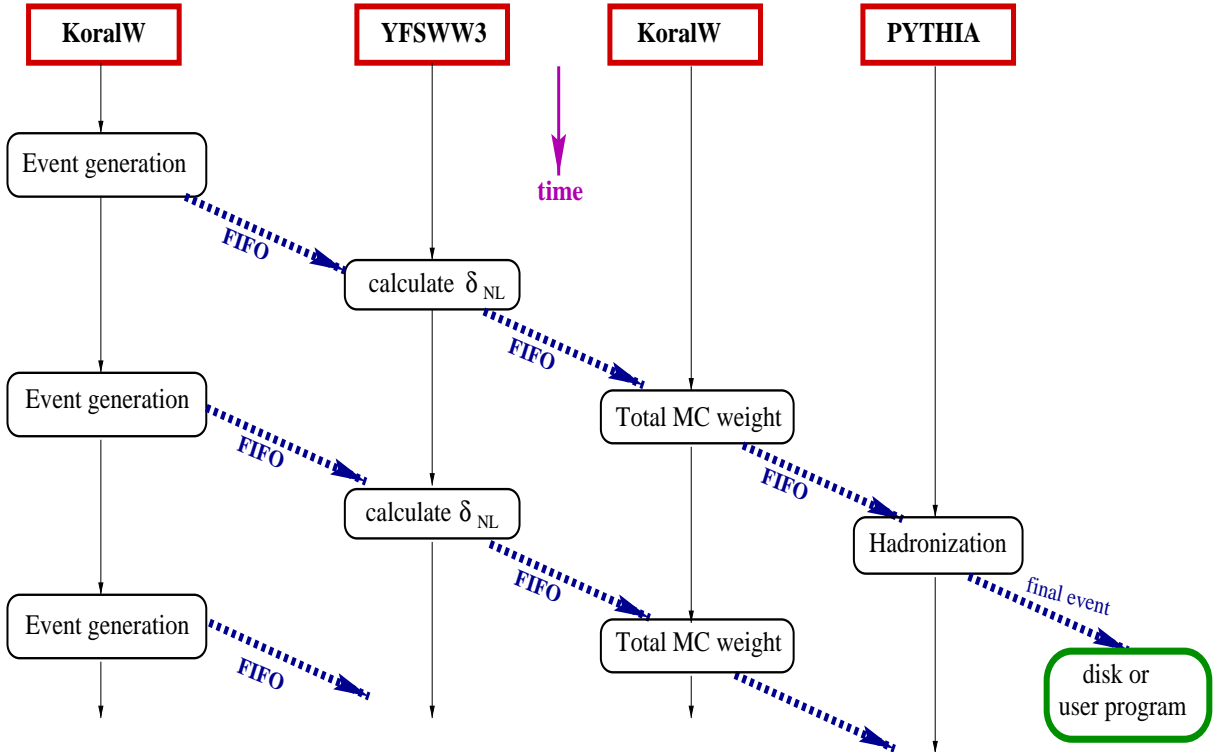 KoralW
YFSWW3
KoralW
PYTHIA
Event generation
time
FIFO
calculate δ NL
FIFO
Event generation
Total MC weight
FIFO
FIFO
calculate δ NL
Hadronization
FIFO
final event
Event generation
Total MC weight
FIFO
disk or
user program